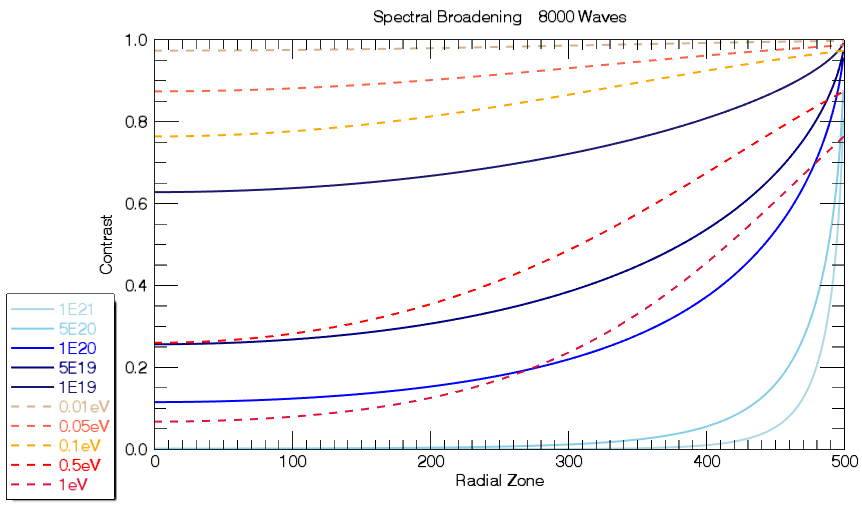 Spectral Broadening 8000 Waves
1.0
0.8
0.6
0.4
0.2
0.0
Contrast
0 100 200 300 400 500
Radial Zone
1E21
5E20
1E20
5E19
1E19
0.01eV
0.05eV
0.1eV
0.5eV
1eV